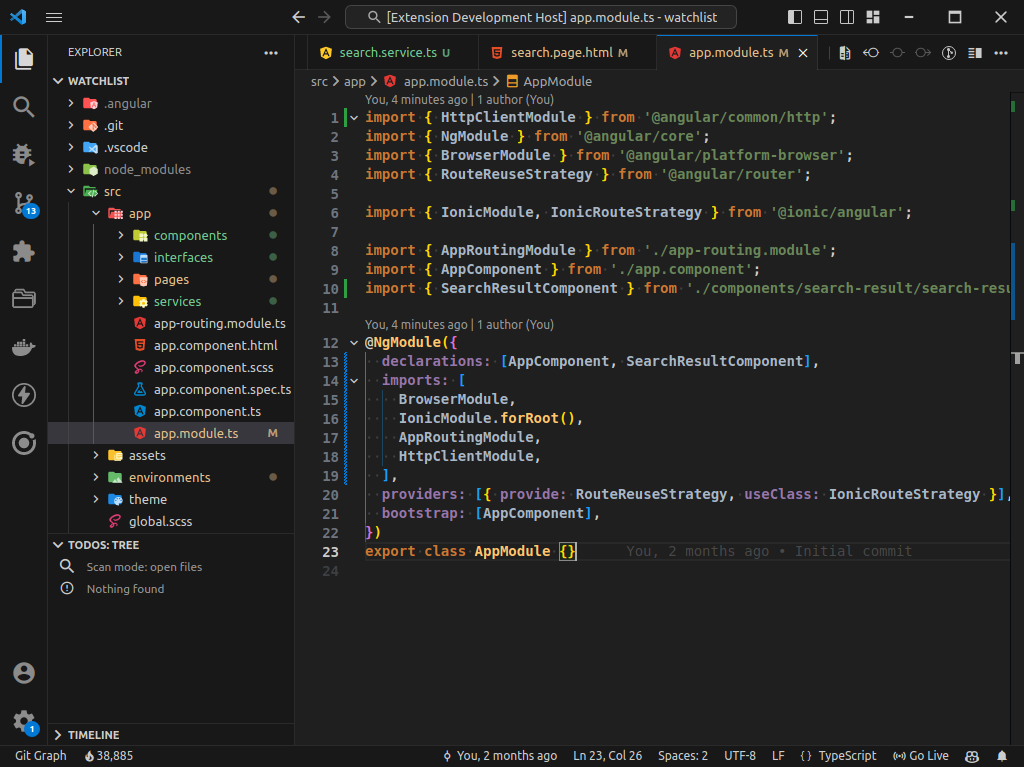 [Extension Development Host] app.module.ts - watchlist
EXPLORER
WATCHLIST
.angular
.git
.vscode
node_modules
src
app
components
interfaces
pages
services
app-routing.module.ts
app.component.html
app.component.scss
app.component.spec.ts
app.component.ts
app.module.ts M
assets
environments
theme
global.scss
TODOS: TREE
Scan mode: open files
Nothing found
TIMELINE
13
1
search.service.ts U
search.page.html M
app.module.ts M
src > app > app.module.ts > AppModule
You, 4 minutes ago | 1 author (You)
1 import { HttpClientModule } from '@angular/common/http';
2 import { NgModule } from '@angular/core';
3 import { BrowserModule } from '@angular/platform-browser';
4 import { RouteReuseStrategy } from '@angular/router';
5
6 import { IonicModule, IonicRouteStrategy } from '@ionic/angular';
7
8 import { AppRoutingModule } from './app-routing.module';
9 import { AppComponent } from './app.component';
10 import { SearchResultComponent } from './components/search-result/search-resu
11
You, 4 minutes ago | 1 author (You)
12 @NgModule({
13 declarations: [AppComponent, SearchResultComponent],
14 imports: [
15 BrowserModule,
16 IonicModule.forRoot(),
17 AppRoutingModule,
18 HttpClientModule,
19 ],
20 providers: [{ provide: RouteReuseStrategy, useClass: IonicRouteStrategy }],
21 bootstrap: [AppComponent],
22 })
23 export class AppModule {} You, 2 months ago • Initial commit
24
Git Graph 38,885 You, 2 months ago Ln 23, Col 26 Spaces: 2 UTF-8 LF { } TypeScript Go Live